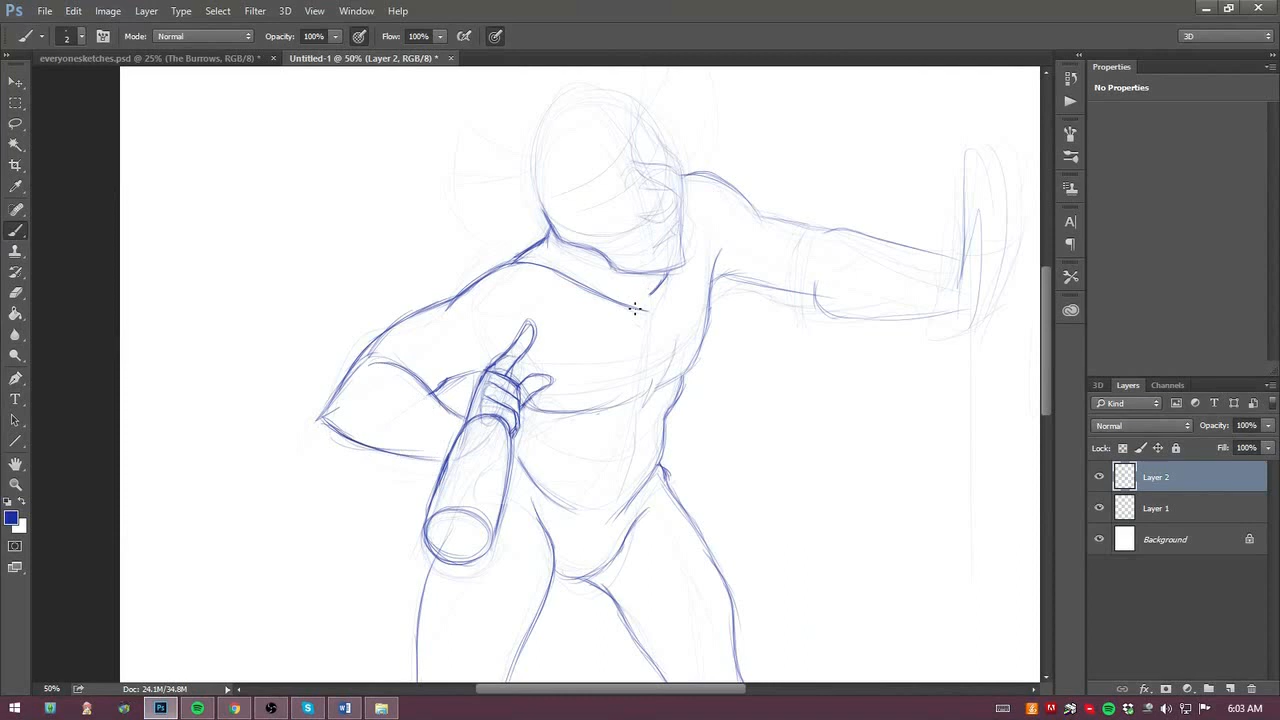 Ps File Edit Image Layer Type Select Filter 3D View Window Help
2 Mode: Normal Opacity: 100% Flow: 100% 3D
everyonesketches.psd @ 25% (The Burrows, RGB/8) * × Untitled-1 @ 50% (Layer 2, RGB/8) * ×
Properties
No Properties
3D Layers Channels
Kind
Normal Opacity: 100%
Lock: Fill: 100%
Layer 2
Layer 1
Background
50% Doc: 24.1M/34.8M
6:03 AM